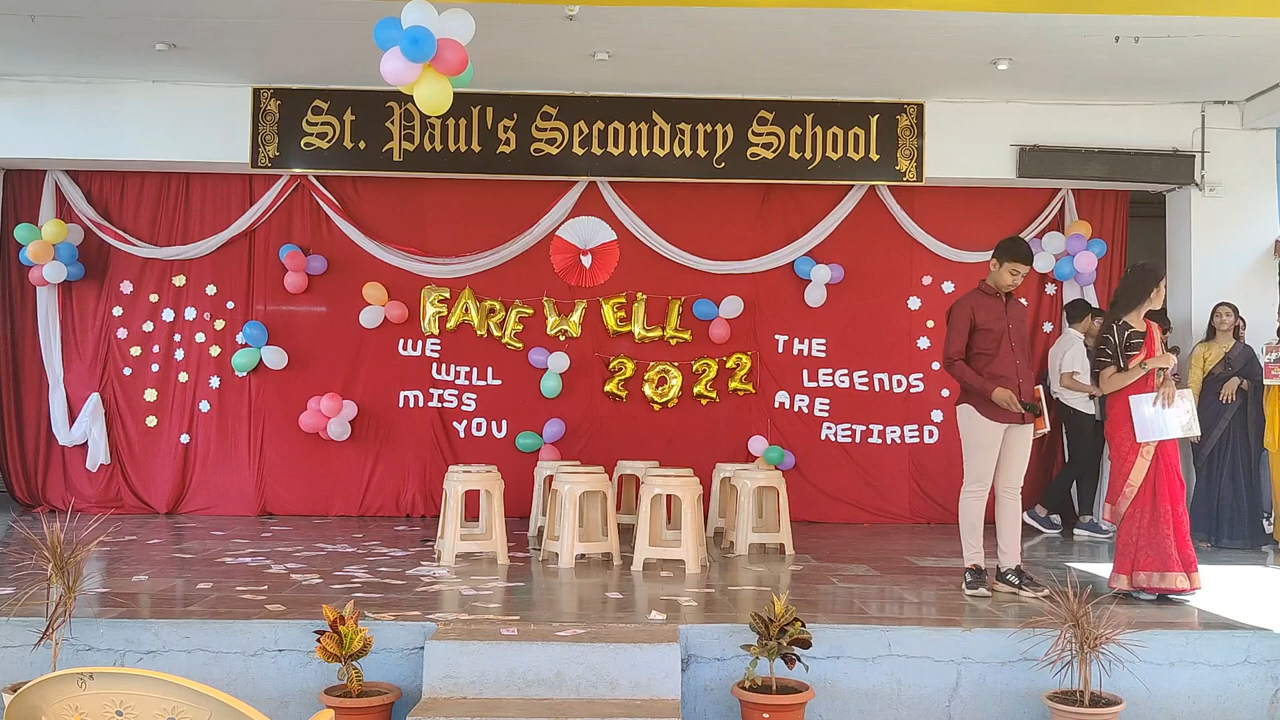 St. Paul's Secondary School
FAREWELL
2022
WE
WILL
MISS
YOU
THE
LEGENDS
ARE
RETIRED